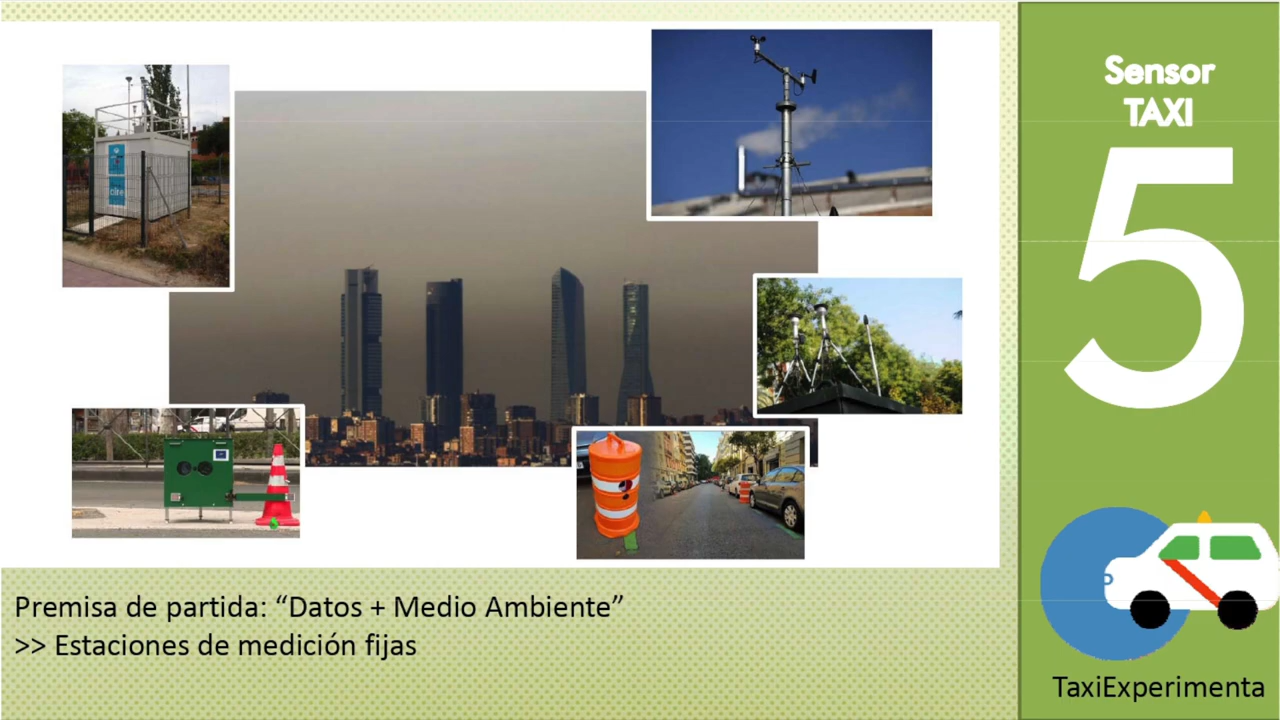 Sensor
TAXI
5
Premisa de partida: “Datos + Medio Ambiente”
>> Estaciones de medición fijas
TaxiExperimenta